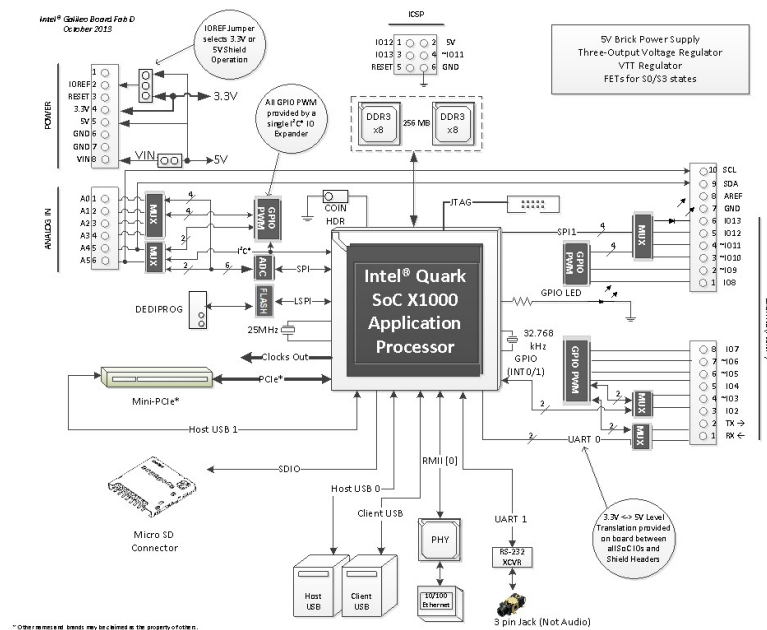 Intel® Galileo Board Fab D
October 2013
IOREF Jumper
selects 3.3V or
5V Shield
Operation
ICSP
IO12 1 2 5V
IO13 3 4 ~IO11
RESET 5 6 GND
5V Brick Power Supply
Three-Output Voltage Regulator
VTT Regulator
FETs for S0/S3 states
POWER
1
IOREF 2
RESET 3
3.3V 4
5V 5
GND 6
GND 7
VIN 8
3.3V
VIN
5V
All GPIO PWM
provided by a
single I²C* IO
Expander
DDR3
x8
256 MB
DDR3
x8
ANALOG IN
A0 1
A1 2
A2 3
A3 4
A4 5
A5 6
MUX
MUX
4
4
2
2
6
I²C*
GPIO
PWM
ADC
FLASH
SPI
LSPI
COIN
HDR
JTAG
DEDIPROG
25MHz
Intel® Quark
SoC X1000
Application
Processor
10 SCL
9 SDA
8 AREF
7 GND
6 IO13
5 IO12
4 ~IO11
3 ~IO10
2 ~IO9
1 IO8
SPI1
4
4
MUX
GPIO
PWM
GPIO LED
32.768
kHz
GPIO
(INT0/1)
GPIO PWM
8 IO7
7 ~IO6
6 ~IO5
5 IO4
4 ~IO3
3 IO2
2 TX →
1 RX ←
2
2
2
2
MUX
MUX
UART 0
Clocks Out
PCIe*
Mini-PCIe*
Host USB 1
SDIO
Micro SD
Connector
Host USB 0
Client USB
RMII [0]
UART 1
PHY
RS-232
XCVR
Host
USB
Client
USB
10/100
Ethernet
3 pin Jack (Not Audio)
3.3V <-> 5V Level
Translation provided
on board between
all SoC IOs and
Shield Headers
* Other names and brands may be claimed as the property of others.